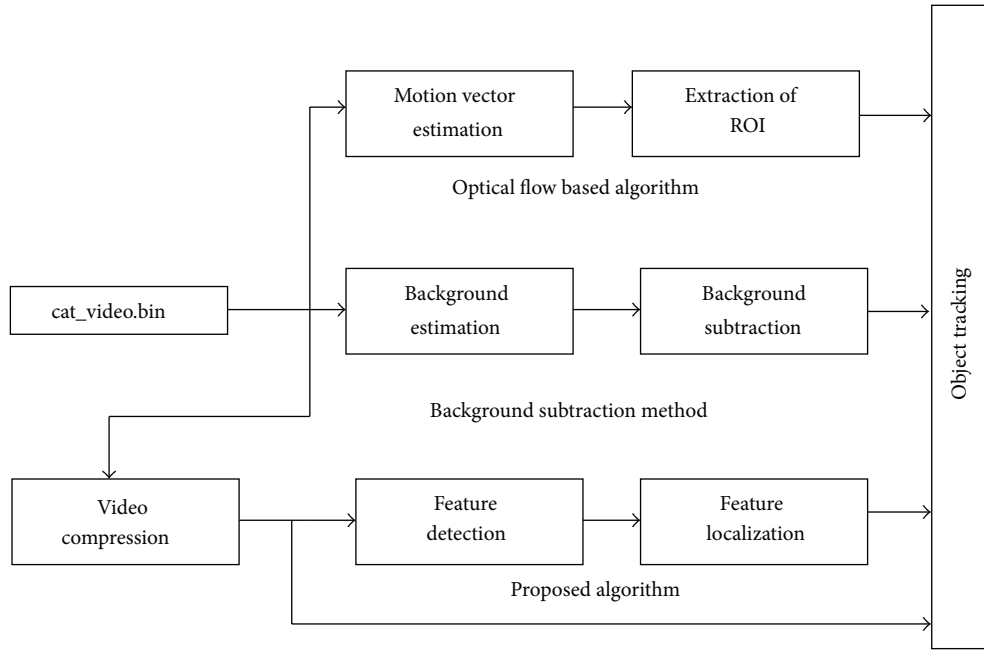 Motion vector
estimation
Extraction of
ROI
Optical flow based algorithm
cat_video.bin
Background
estimation
Background
subtraction
Background subtraction method
Video
compression
Feature
detection
Feature
localization
Proposed algorithm
Object tracking